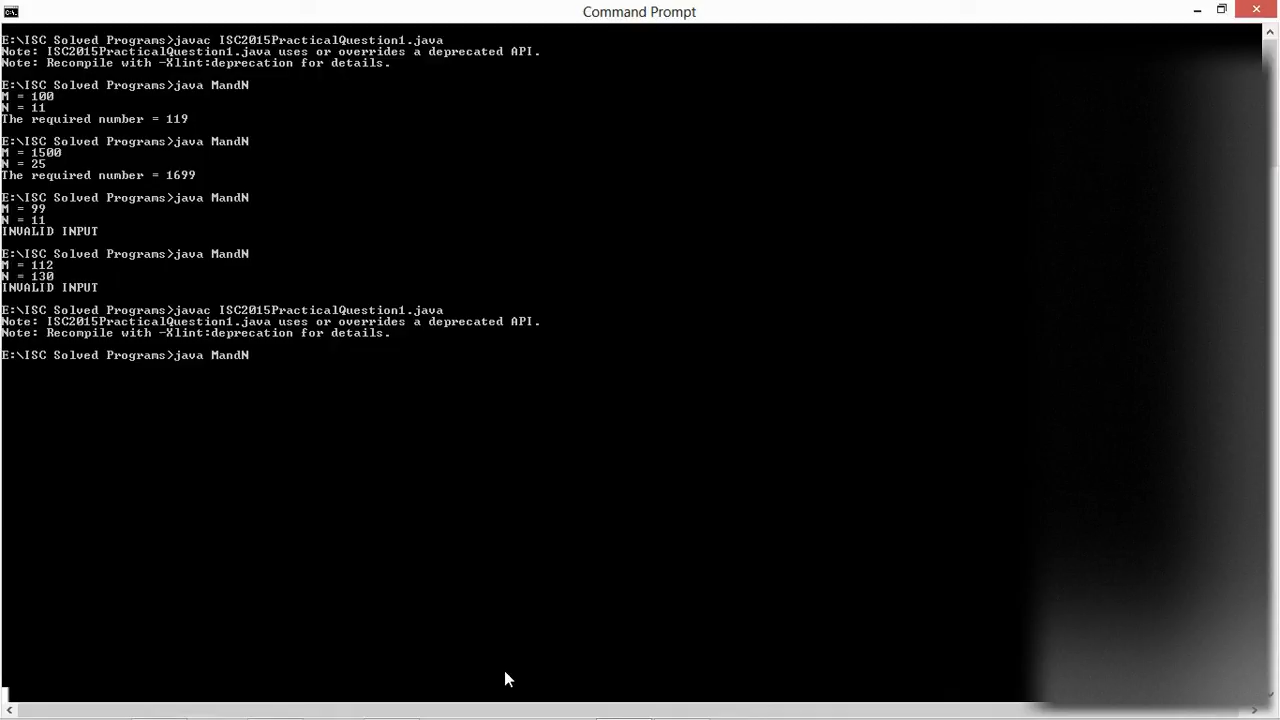 Command Prompt
E:\ISC Solved Programs>javac ISC2015PracticalQuestion1.java
Note: ISC2015PracticalQuestion1.java uses or overrides a deprecated API.
Note: Recompile with -Xlint:deprecation for details.
E:\ISC Solved Programs>java MandN
M = 100
N = 11
The required number = 119
E:\ISC Solved Programs>java MandN
M = 1500
N = 25
The required number = 1699
E:\ISC Solved Programs>java MandN
M = 99
N = 11
INVALID INPUT
E:\ISC Solved Programs>java MandN
M = 112
N = 130
INVALID INPUT
E:\ISC Solved Programs>javac ISC2015PracticalQuestion1.java
Note: ISC2015PracticalQuestion1.java uses or overrides a deprecated API.
Note: Recompile with -Xlint:deprecation for details.
E:\ISC Solved Programs>java MandN